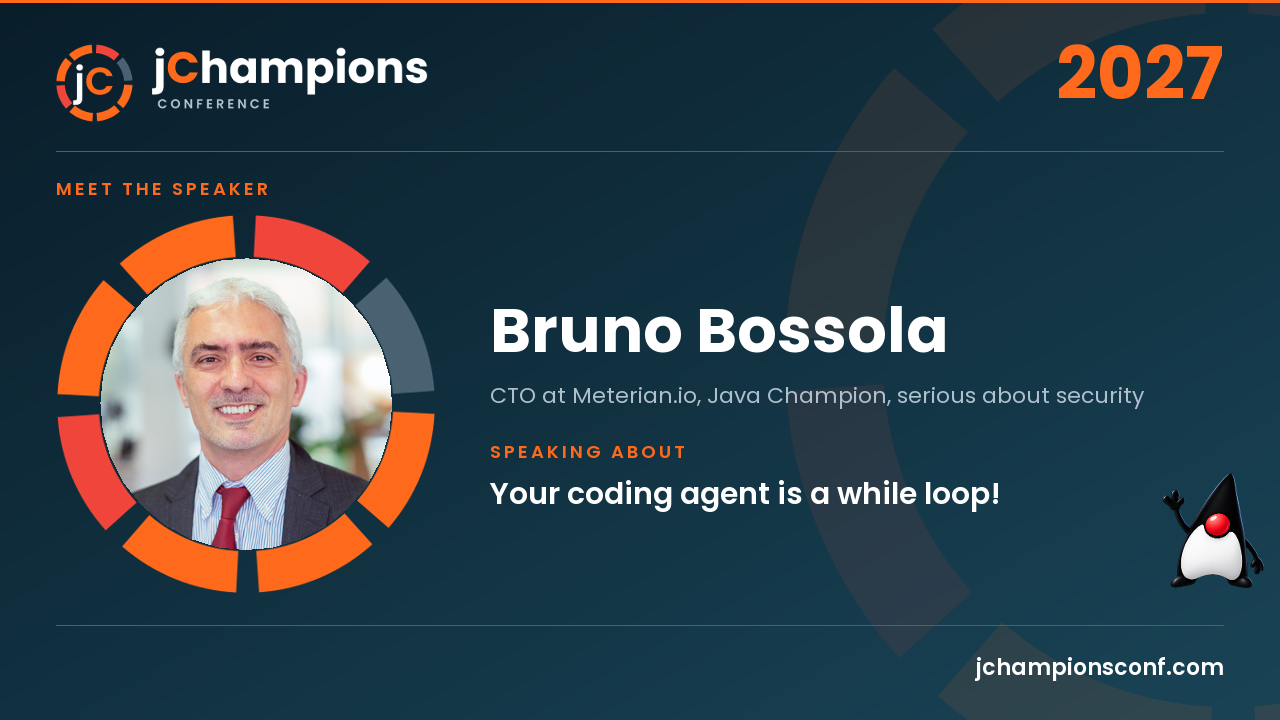 jC
jChampions
CONFERENCE
2027
MEET THE SPEAKER
Bruno Bossola
CTO at Meterian.io, Java Champion, serious about security
SPEAKING ABOUT
Your coding agent is a while loop!
jchampionsconf.com